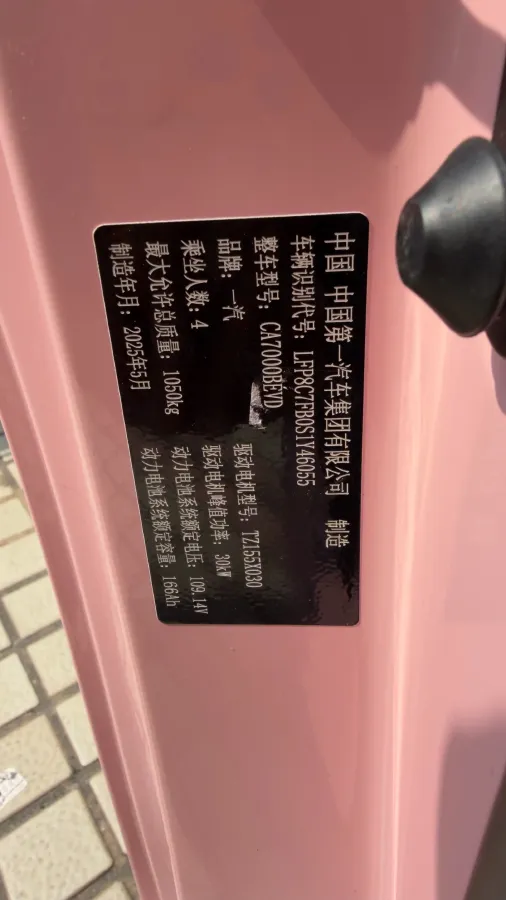 中国 中国第一汽车集团有限公司 制造
车辆识别代号: LFP8C7FB0S1Y46055
整车型号: CA7000BEVD
品牌: 一汽
乘坐人数: 4
最大允许总质量: 1050kg
制造年月: 2025年5月
驱动电机型号: TZ155X030
驱动电机峰值功率: 30kW
动力电池系统额定电压: 109.14V
动力电池系统额定容量: 166Ah